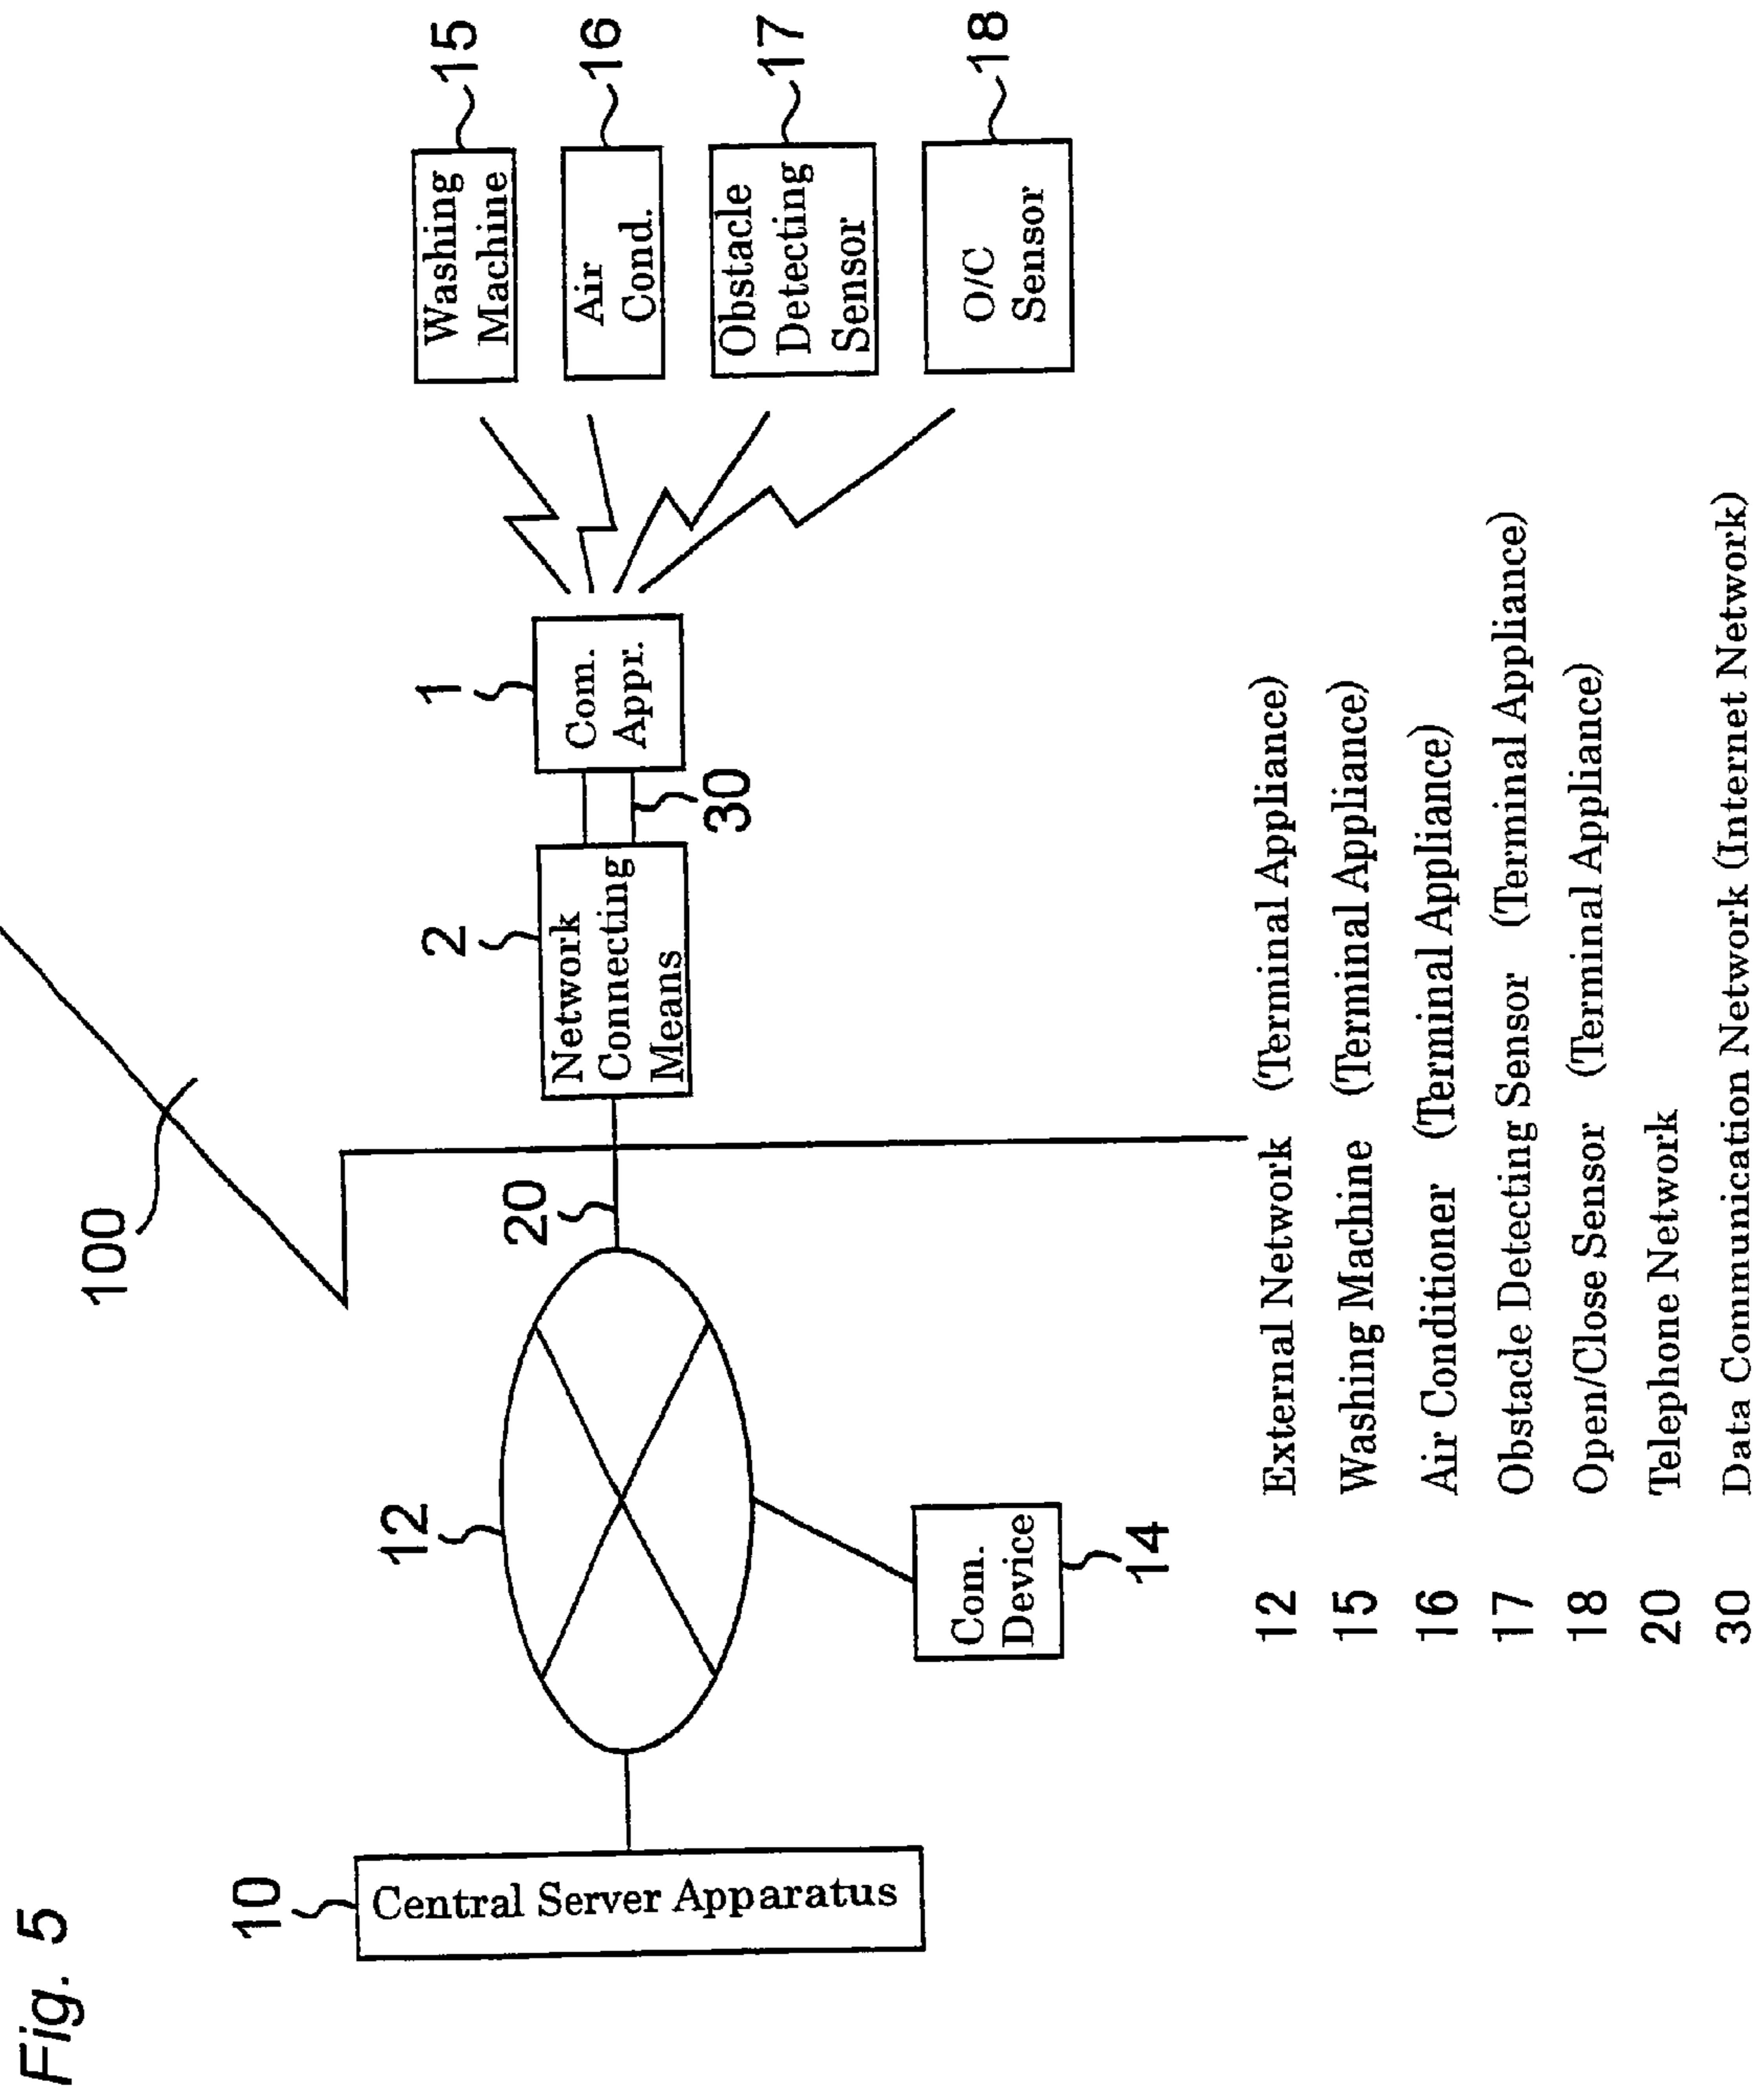 Fig. 5
100
10
Central Server Apparatus
12
20
14
Com.
Device
2
Network
Connecting
Means
30
1
Com.
Appr.
Washing
Machine
15
Air
Cond.
16
Obstacle
Detecting
Sensor
17
O/C
Sensor
18
12 External Network (Terminal Appliance)
15 Washing Machine (Terminal Appliance)
16 Air Conditioner (Terminal Appliance)
17 Obstacle Detecting Sensor (Terminal Appliance)
18 Open/Close Sensor (Terminal Appliance)
20 Telephone Network
30 Data Communication Network (Internet Network)